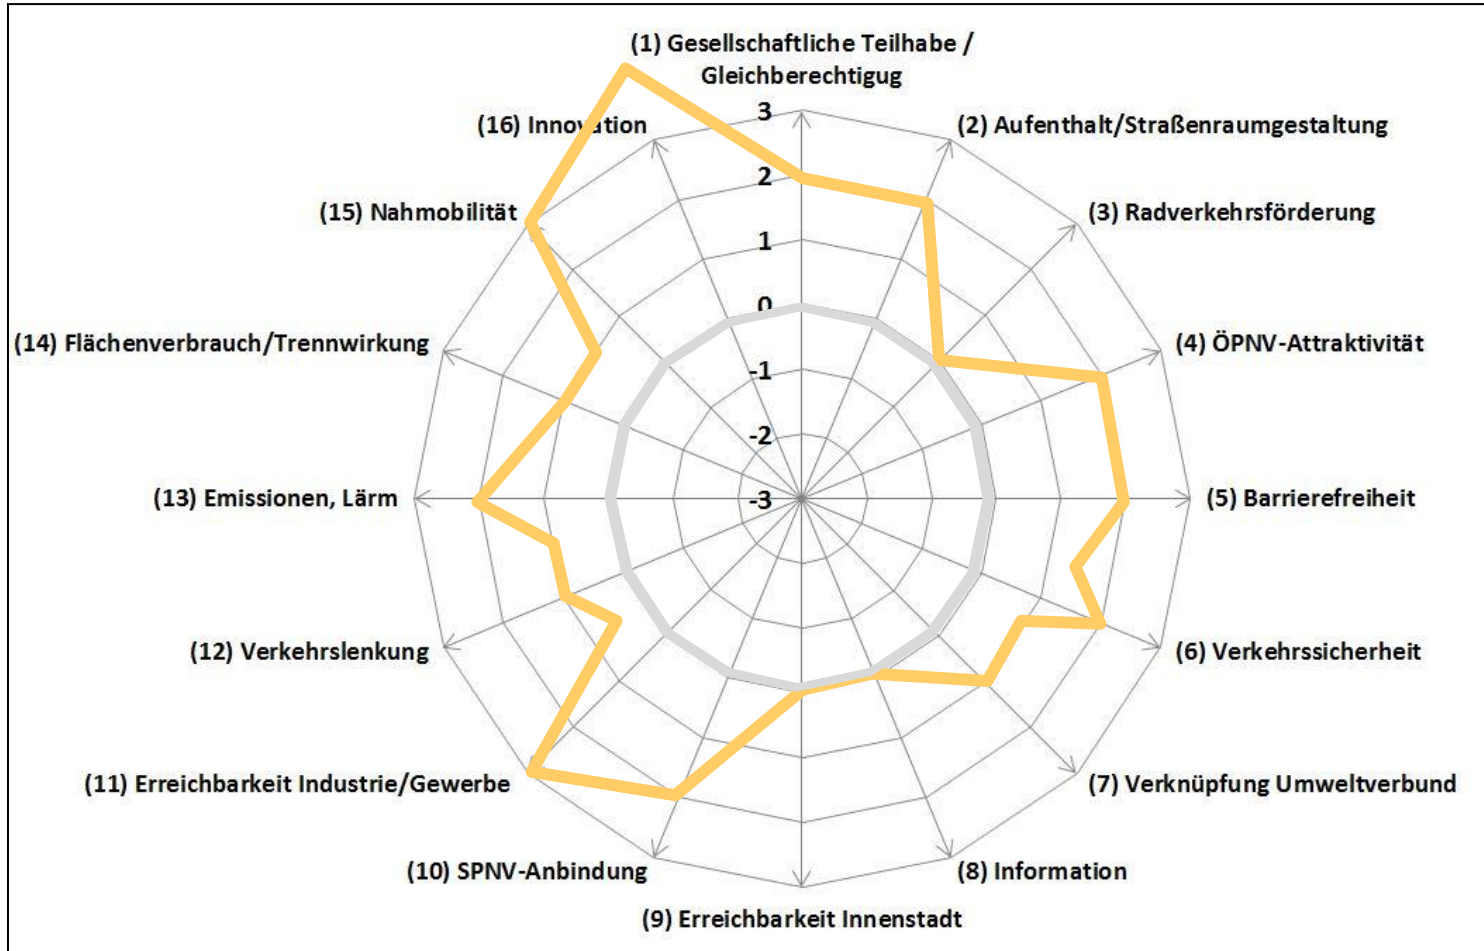 (1) Gesellschaftliche Teilhabe /
Gleichberechtigug
(2) Aufenthalt/Straßenraumgestaltung
(3) Radverkehrsförderung
(4) ÖPNV-Attraktivität
(5) Barrierefreiheit
(6) Verkehrssicherheit
(7) Verknüpfung Umweltverbund
(8) Information
(9) Erreichbarkeit Innenstadt
(10) SPNV-Anbindung
(11) Erreichbarkeit Industrie/Gewerbe
(12) Verkehrslenkung
(13) Emissionen, Lärm
(14) Flächenverbrauch/Trennwirkung
(15) Nahmobilität
(16) Innovation
3
2
1
0
-1
-2
-3